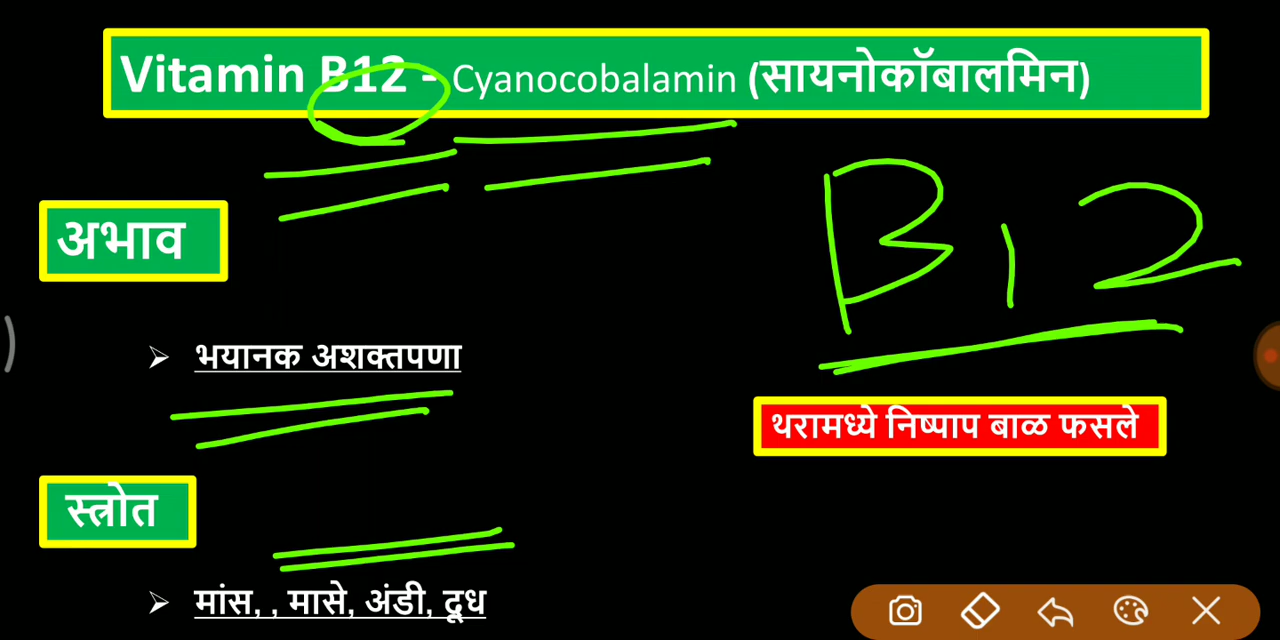 Vitamin B12 - Cyanocobalamin (सायनोकॉबालमिन)
B12
अभाव
भयानक अशक्तपणा
थरामध्ये निष्पाप बाळ फसले
स्त्रोत
मांस, , मासे, अंडी, दूध